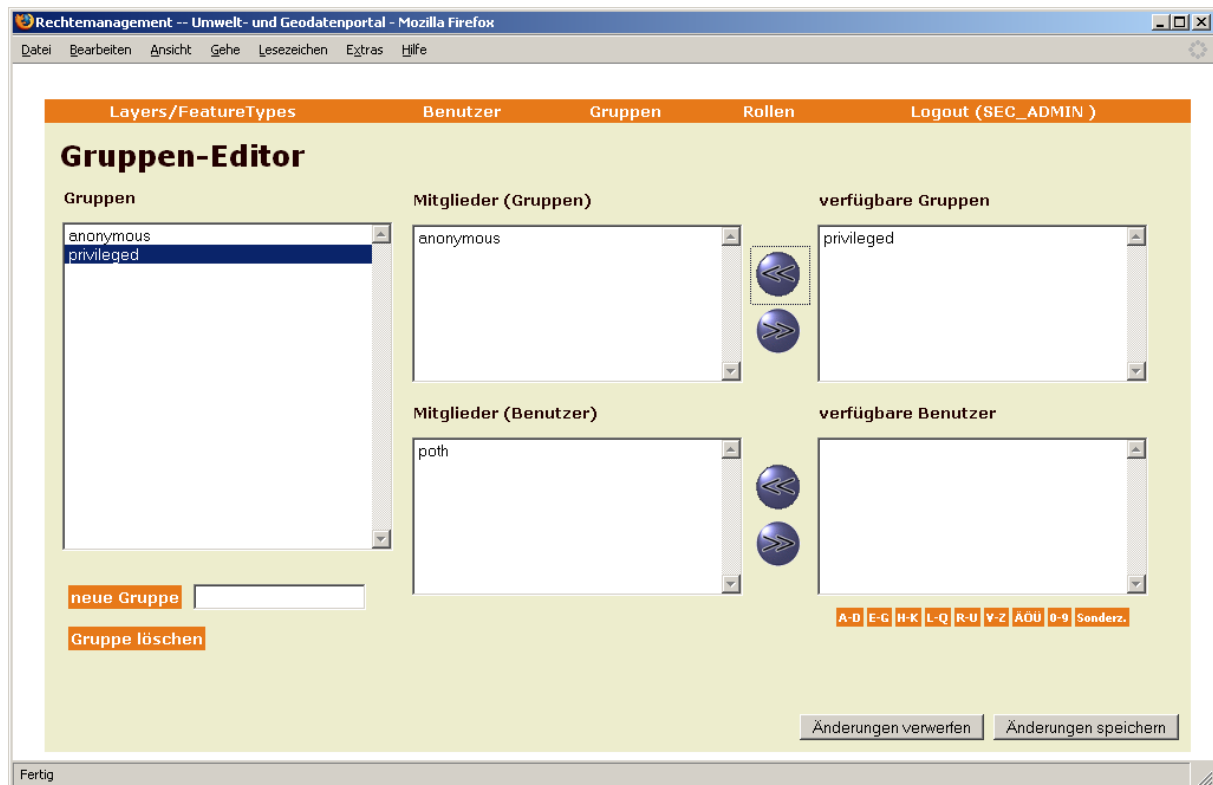 Rechtemanagement -- Umwelt- und Geodatenportal - Mozilla Firefox
Datei Bearbeiten Ansicht Gehe Lesezeichen Extras Hilfe
Layers/FeatureTypes Benutzer Gruppen Rollen Logout (SEC_ADMIN )
Gruppen-Editor
Gruppen
anonymous
privileged
neue Gruppe
Gruppe löschen
Mitglieder (Gruppen)
anonymous
<<
>>
verfügbare Gruppen
privileged
Mitglieder (Benutzer)
poth
<<
>>
verfügbare Benutzer
A-D E-G H-K L-Q R-U V-Z ÄÖÜ 0-9 Sonderz.
Änderungen verwerfen Änderungen speichern
Fertig